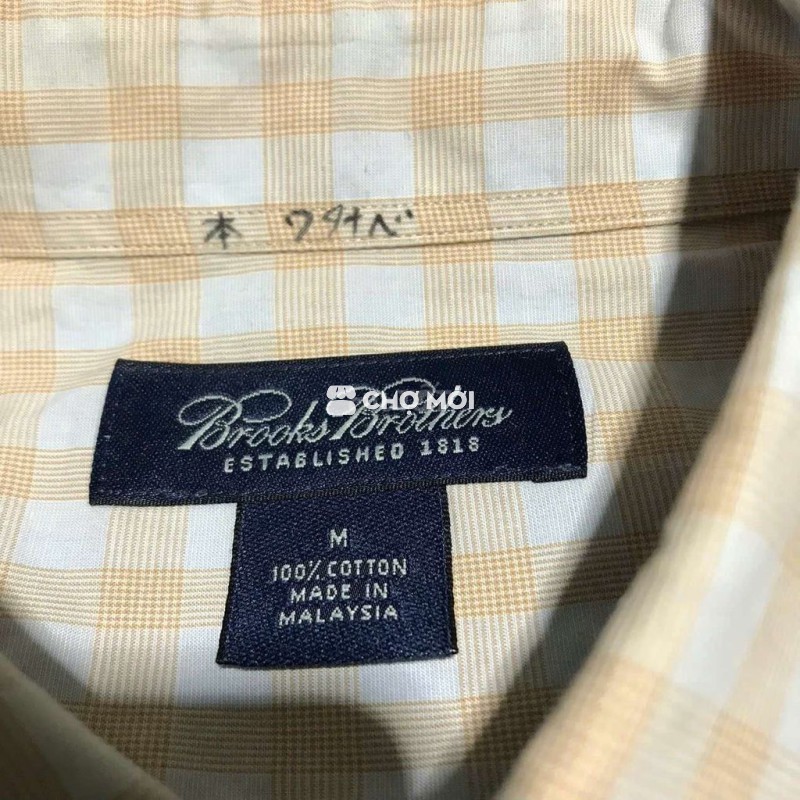 本 ワタナベ
CHỢ MỚI
Brooks Brothers
ESTABLISHED 1818
M
100% COTTON
MADE IN
MALAYSIA